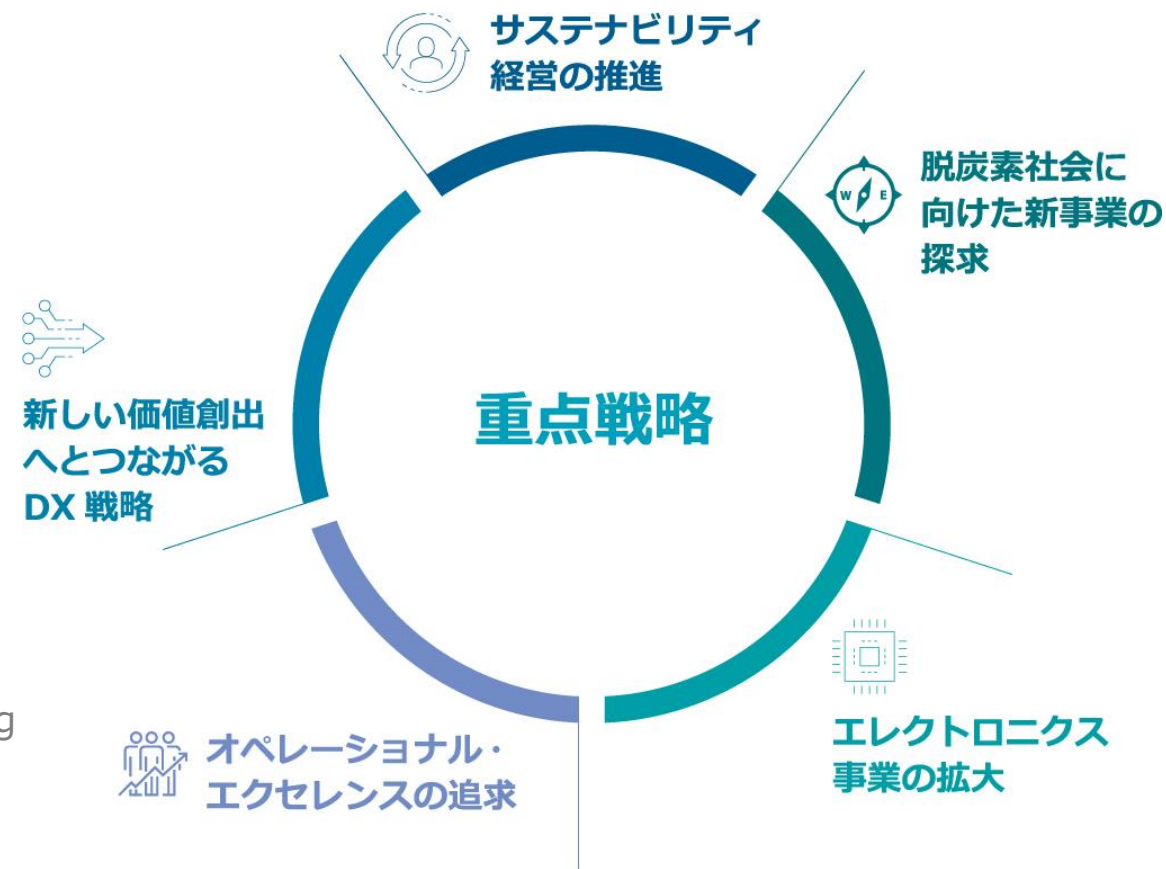 サステナビリティ
経営の推進
W E
脱炭素社会に
向けた新事業の
探求
重点戦略
新しい価値創出
へとつながる
DX 戦略
エレクトロニクス
事業の拡大
g
オペレーショナル・
エクセレンスの追求